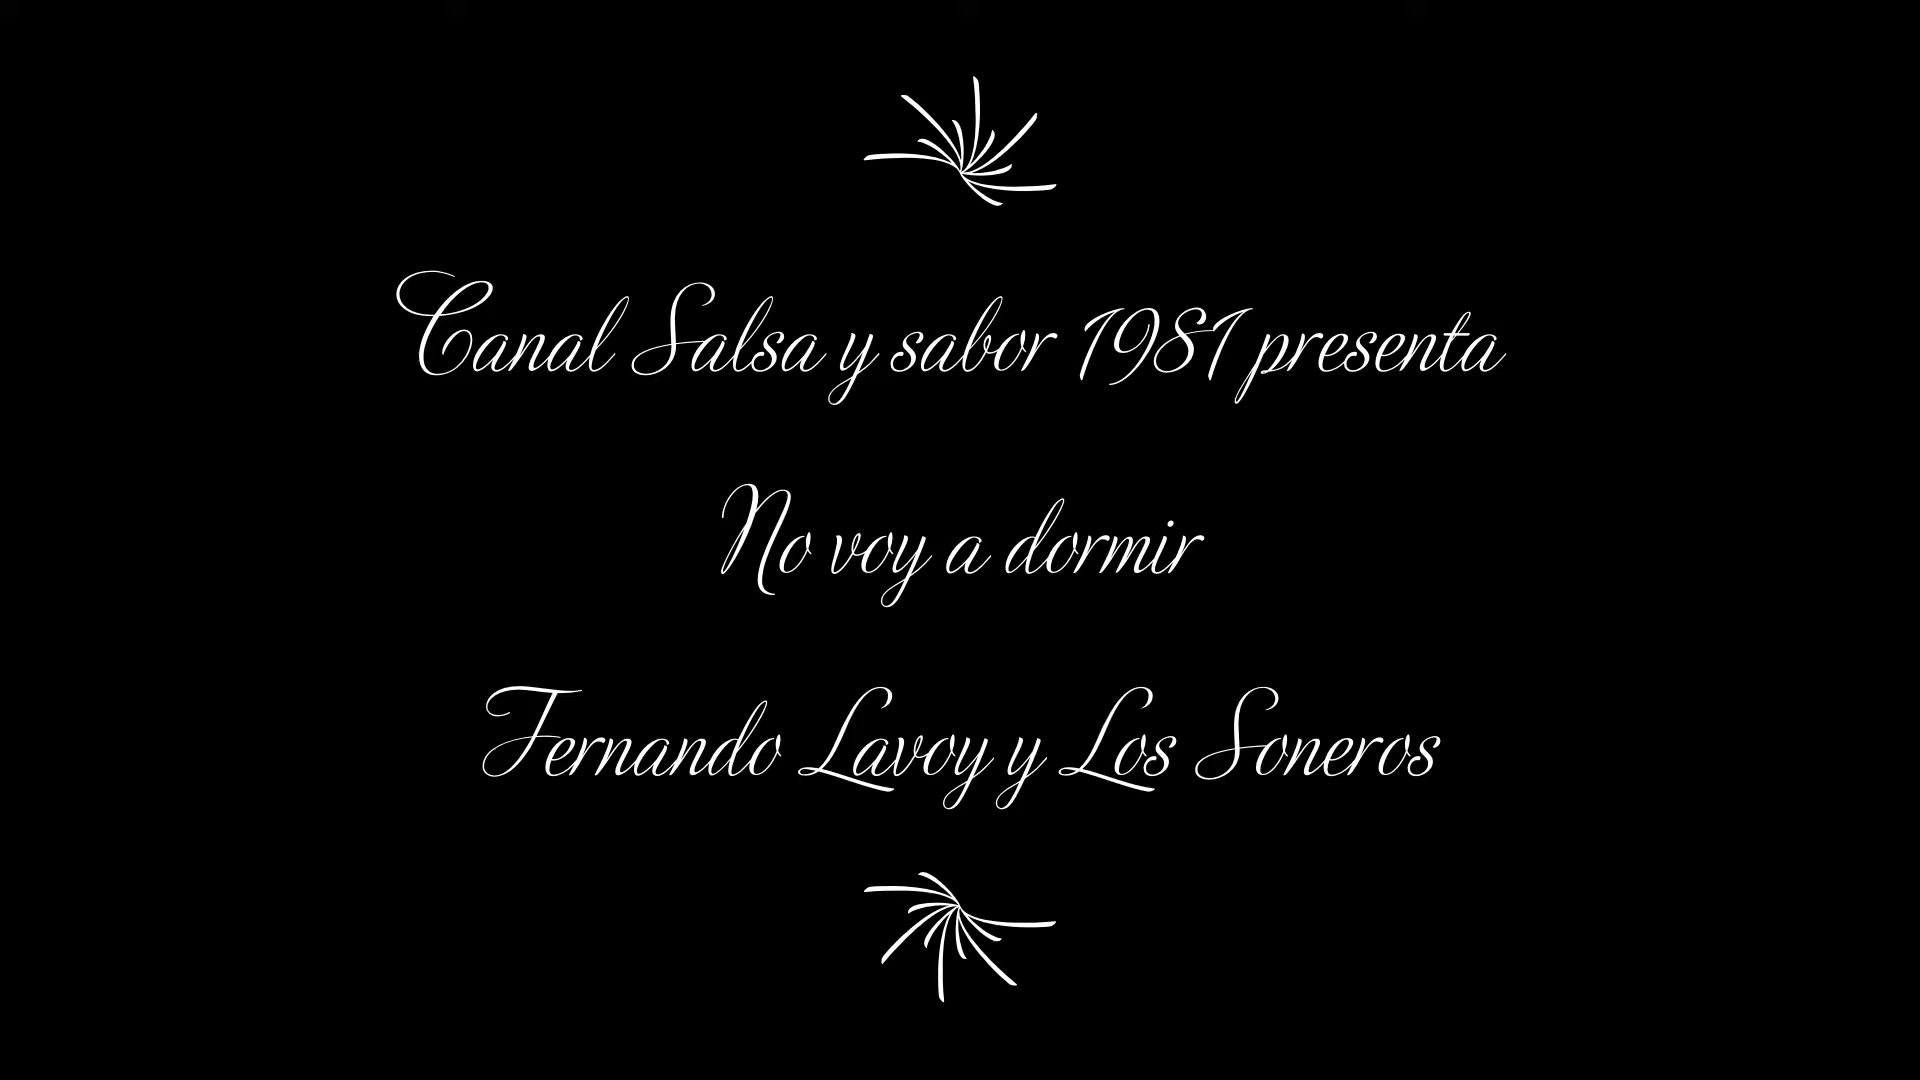 Canal Salsa y sabor 1981 presenta
No voy a dormir
Fernando Lavoy y Los Soneros